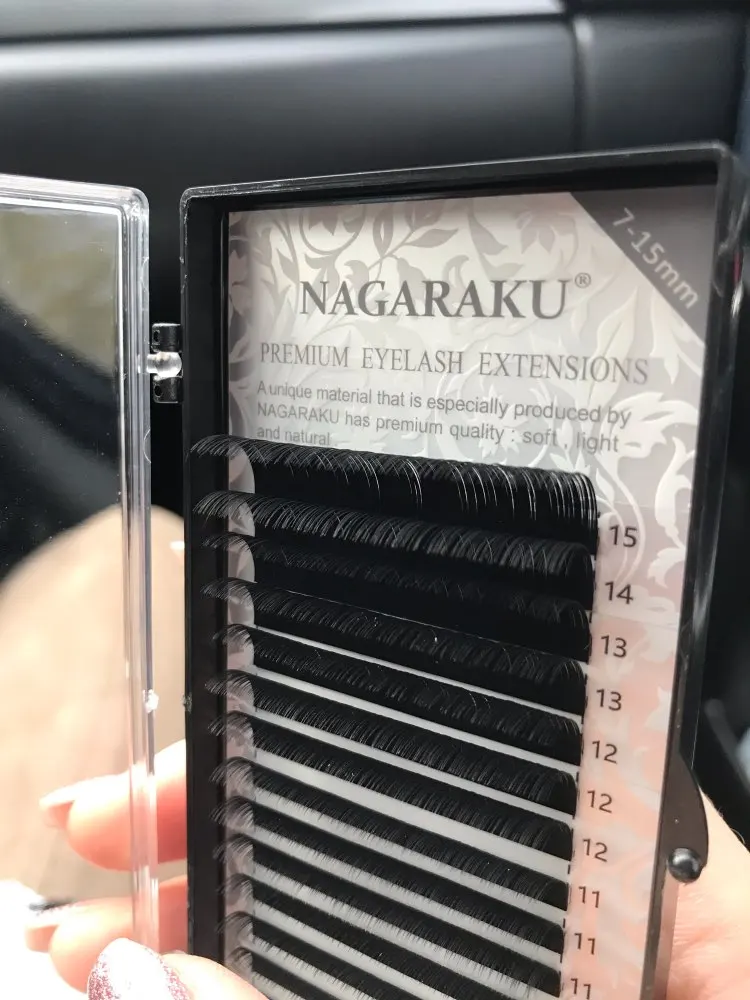 7-15mm
NAGARAKU®
PREMIUM EYELASH EXTENSIONS
A unique material that is especially produced by
NAGARAKU has premium quality : soft , light
and natural
15
14
13
13
12
12
12
11
11
11